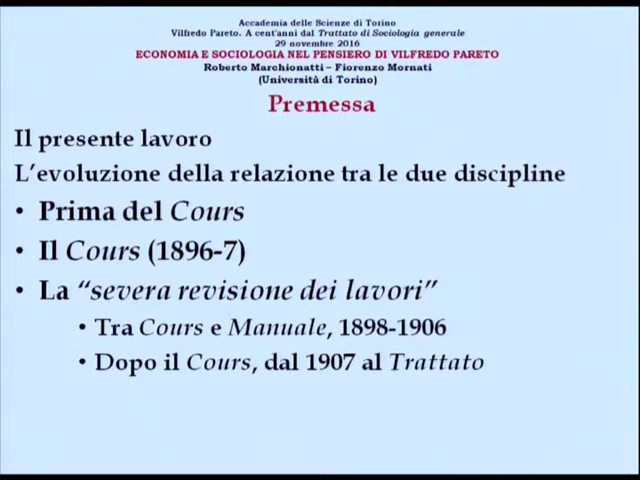 Accademia delle Scienze di Torino
Vilfredo Pareto. A cent'anni dal Trattato di Sociologia generale
29 novembre 2016
ECONOMIA E SOCIOLOGIA NEL PENSIERO DI VILFREDO PARETO
Roberto Marchionatti – Fiorenzo Mornati
(Università di Torino)
Premessa
Il presente lavoro
L'evoluzione della relazione tra le due discipline
• Prima del Cours
• Il Cours (1896-7)
• La "severa revisione dei lavori"
• Tra Cours e Manuale, 1898-1906
• Dopo il Cours, dal 1907 al Trattato